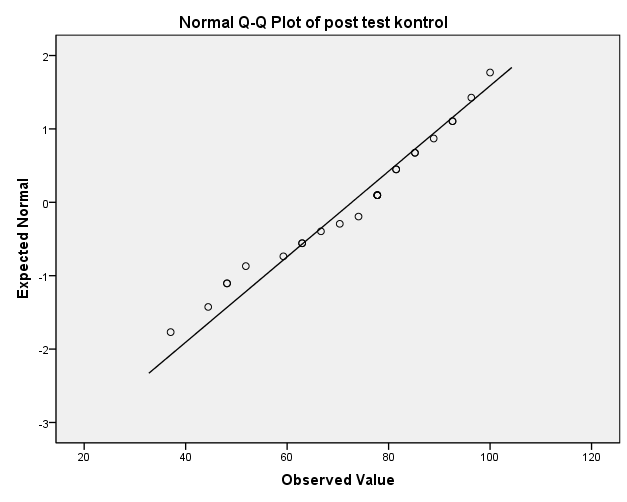 Normal Q-Q Plot of post test kontrol
2
1
0
-1
-2
-3
Expected Normal
20 40 60 80 100 120
Observed Value